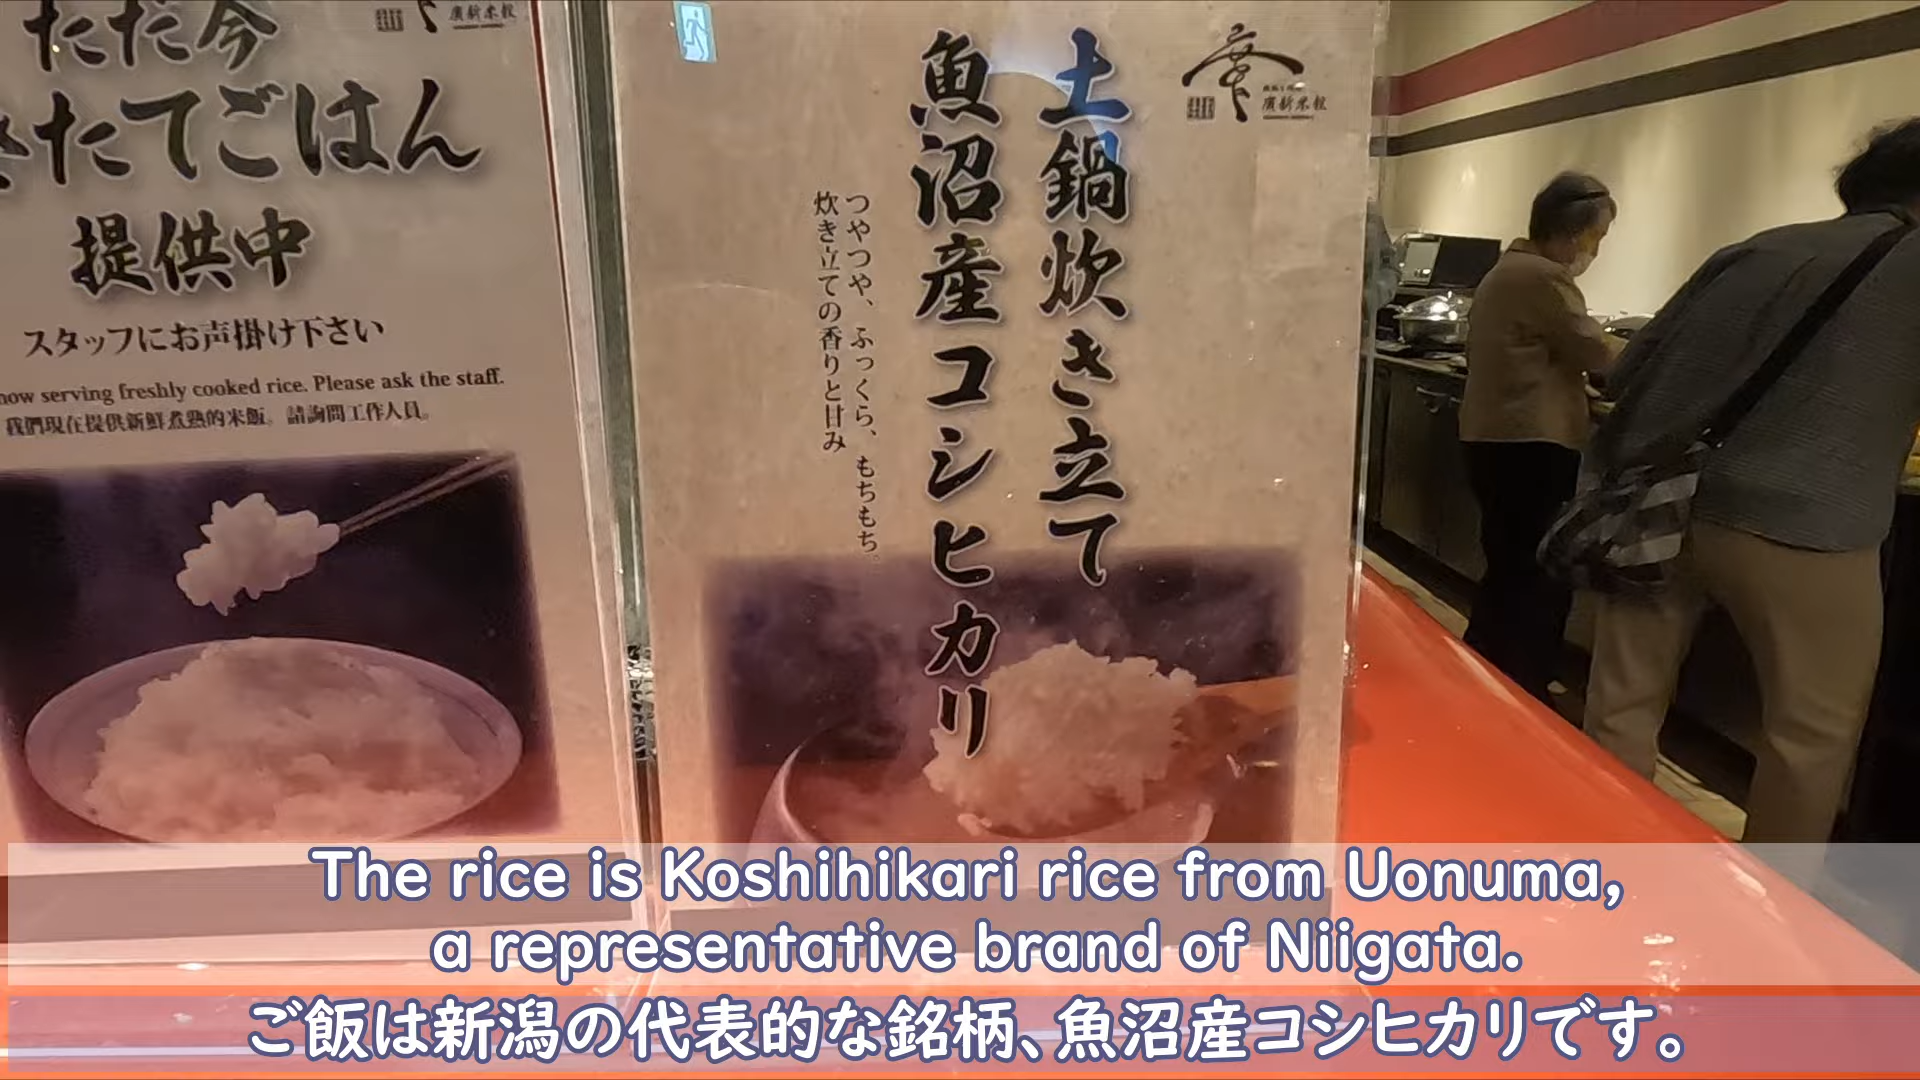 ただ今
きたてごはん
提供中
スタッフにお声掛け下さい
now serving freshly cooked rice. Please ask the staff.
我們現在提供新鮮煮熟的米飯。請詢問工作人員。
土鍋炊き立て
魚沼産コシヒカリ
つやつや、ふっくら、もちもち。
炊き立ての香りと甘み
The rice is Koshihikari rice from Uonuma,
a representative brand of Niigata.
ご飯は新潟の代表的な銘柄、魚沼産コシヒカリです。